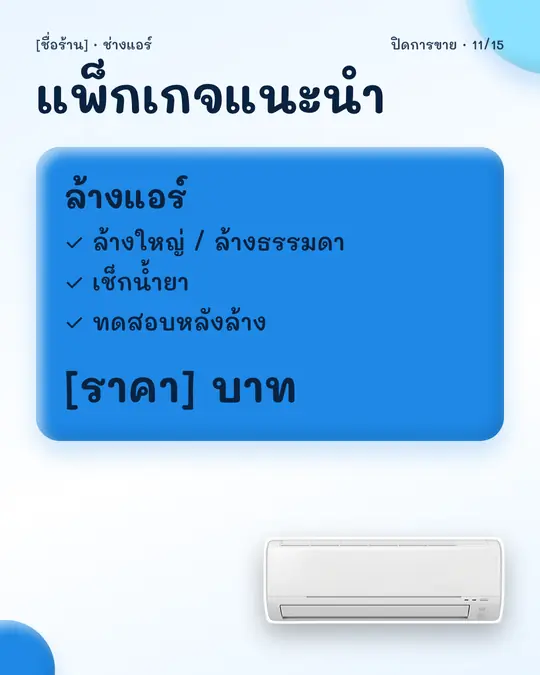 [ชื่อร้าน] · ช่างแอร์
ปิดการขาย · 11/15
แพ็กเกจแนะนำ
ล้างแอร์
✓ ล้างใหญ่ / ล้างธรรมดา
✓ เช็กน้ำยา
✓ ทดสอบหลังล้าง
[ราคา] บาท